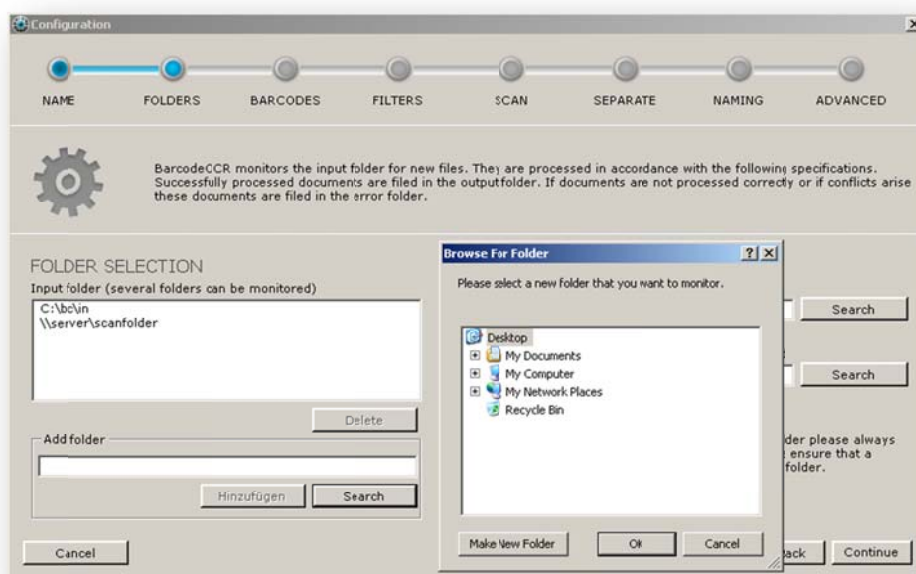 Configuration
NAME FOLDERS BARCODES FILTERS SCAN SEPARATE NAMING ADVANCED
BarcodeOCR monitors the input folder for new files. They are processed in accordance with the following specifications.
Successfully processed documents are filed in the outputfolder. If documents are not processed correctly or if conflicts arise
these documents are filed in the error folder.
FOLDER SELECTION
Input folder (several folders can be monitored)
C:\bc\in
\\server\scanfolder
Delete
Add folder
Hinzufügen Search
Cancel
Browse For Folder
Please select a new folder that you want to monitor.
Desktop
My Documents
My Computer
My Network Places
Recycle Bin
Make New Folder Ok Cancel
Search
Search
der please always
ensure that a
folder.
Continue